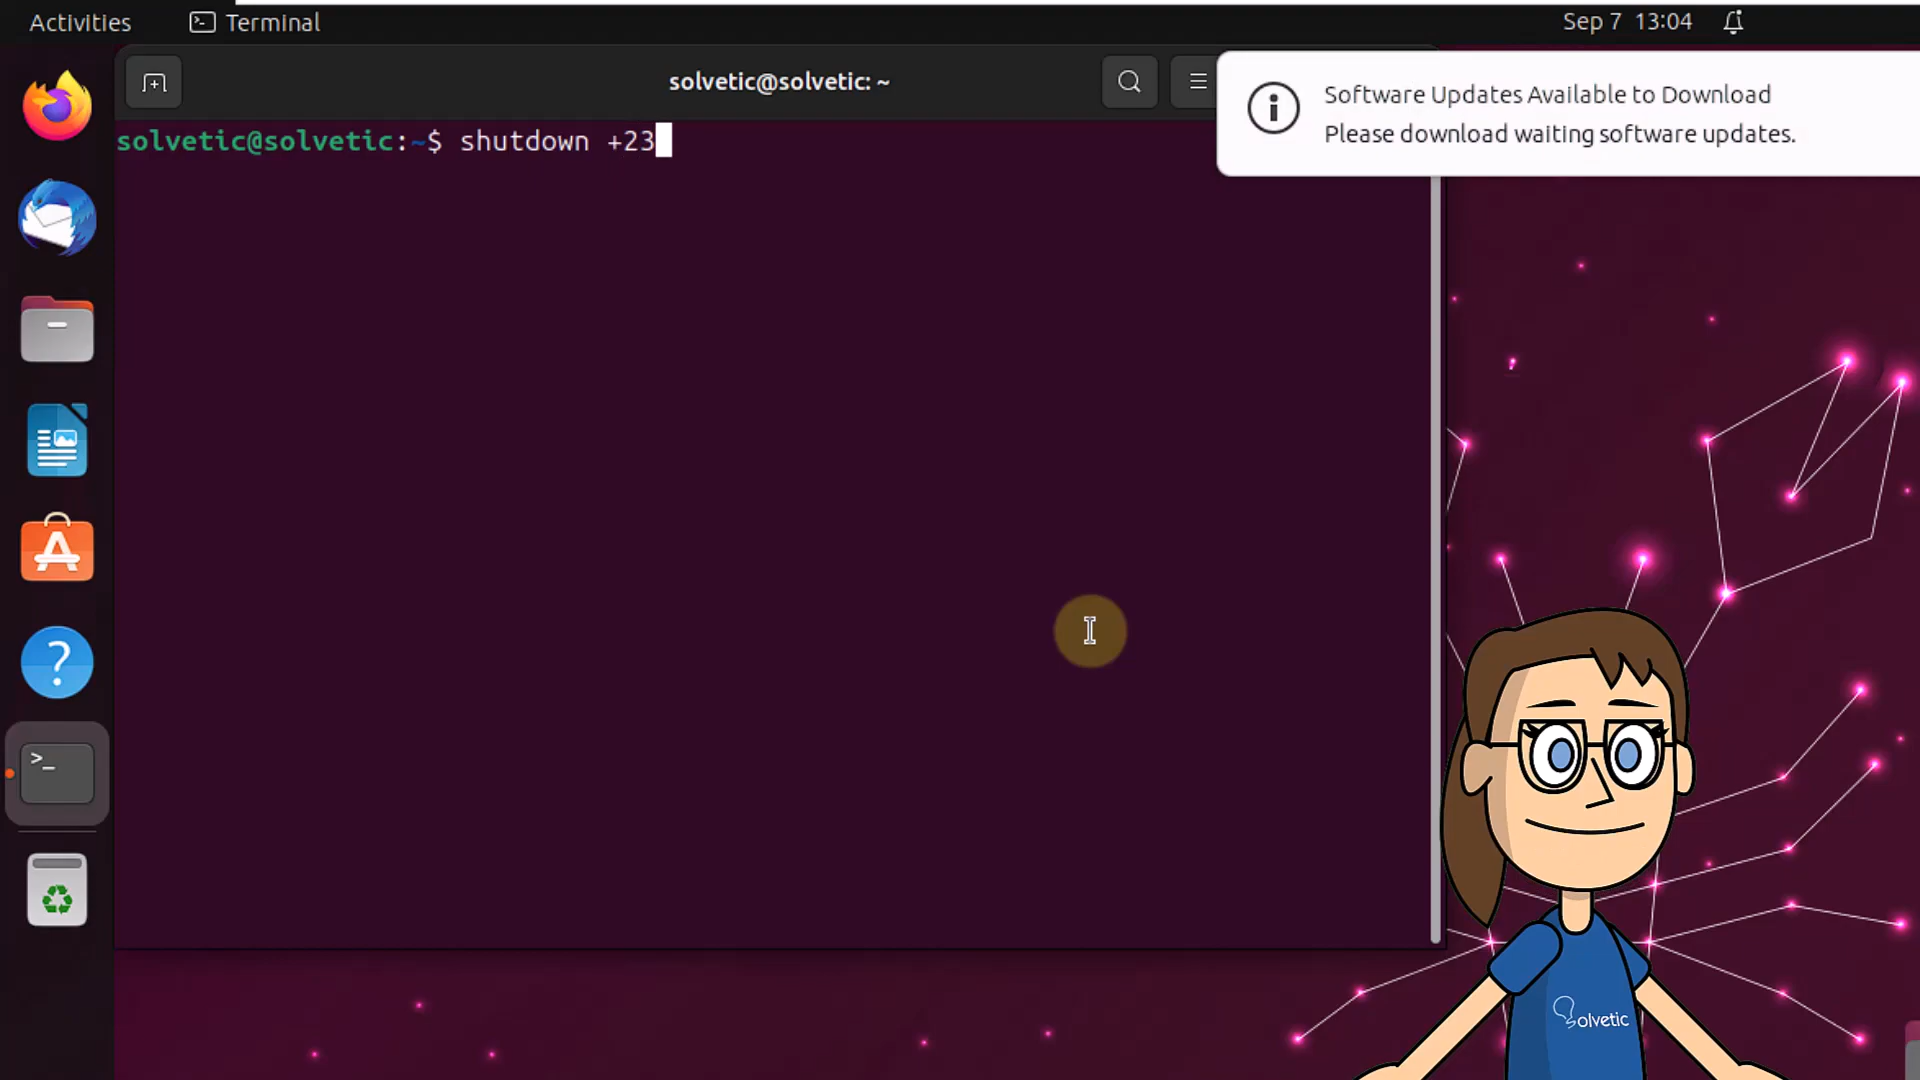 Activities
Terminal
Sep 7 13:04
solvetic@solvetic: ~
Software Updates Available to Download
Please download waiting software updates.
solvetic@solvetic:~$ shutdown +23
Solvetic